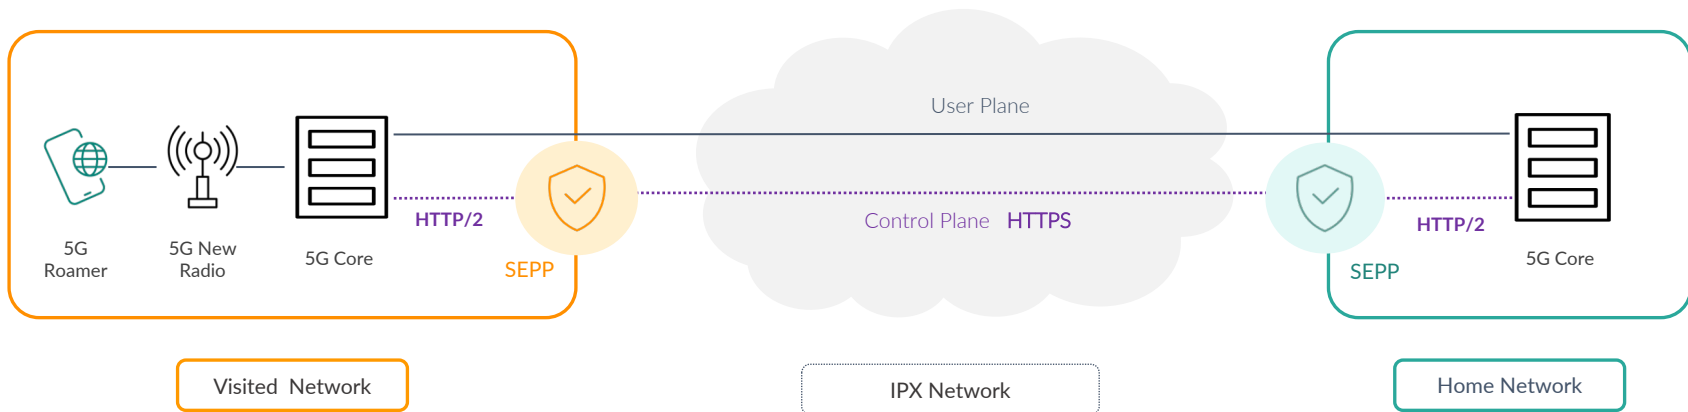 User Plane
HTTP/2
Control Plane HTTPS
HTTP/2
5G
Roamer
5G New
Radio
5G Core
SEPP
SEPP
5G Core
Visited Network
IPX Network
Home Network